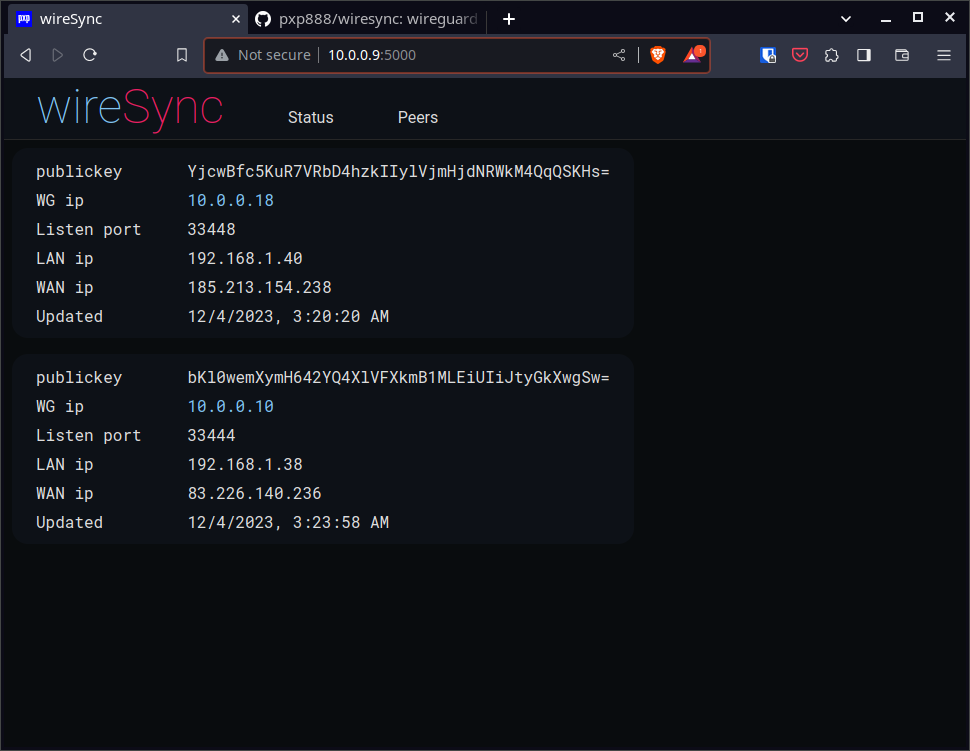 pxp wireSync
pxp888/wiresync: wireguard
Not secure 10.0.0.9:5000
1
wireSync Status Peers
publickey YjcwBfc5KuR7VRbD4hzkIIylVjmHjdNRWkM4QqQSKHs=
WG ip 10.0.0.18
Listen port 33448
LAN ip 192.168.1.40
WAN ip 185.213.154.238
Updated 12/4/2023, 3:20:20 AM
publickey bKl0wemXymH642YQ4XlVFXkmB1MLEiUIiJtyGkXwgSw=
WG ip 10.0.0.10
Listen port 33444
LAN ip 192.168.1.38
WAN ip 83.226.140.236
Updated 12/4/2023, 3:23:58 AM